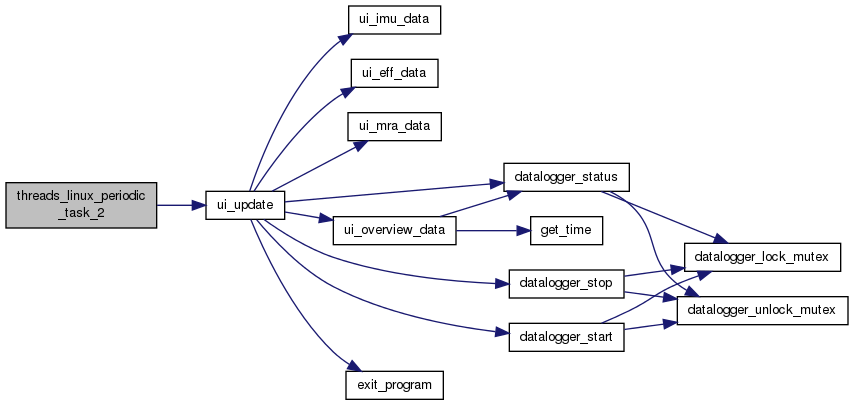 threads_linux_periodic
_task_2
ui_update
ui_imu_data
ui_eff_data
ui_mra_data
ui_overview_data
exit_program
datalogger_status
get_time
datalogger_stop
datalogger_start
datalogger_lock_mutex
datalogger_unlock_mutex